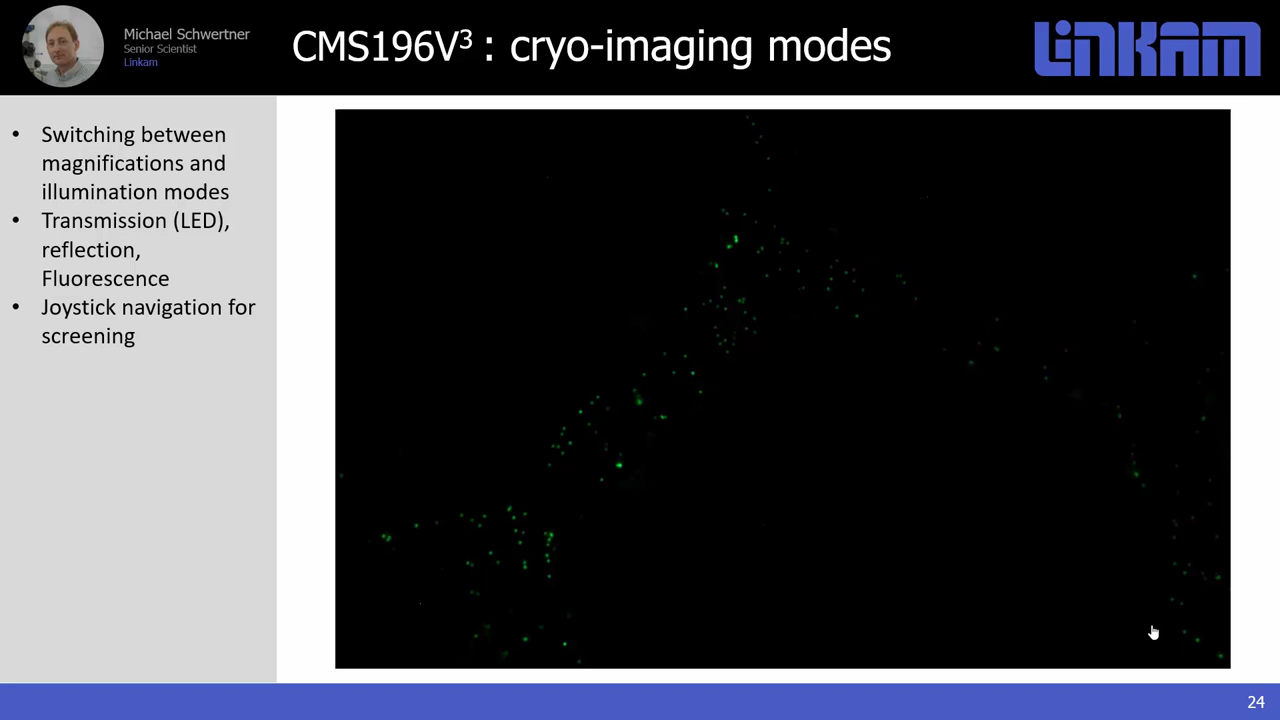 Michael Schwertner
Senior Scientist
Linkam
CMS196V³ : cryo-imaging modes
LINKAM
• Switching between
magnifications and
illumination modes
• Transmission (LED),
reflection,
Fluorescence
• Joystick navigation for
screening
24